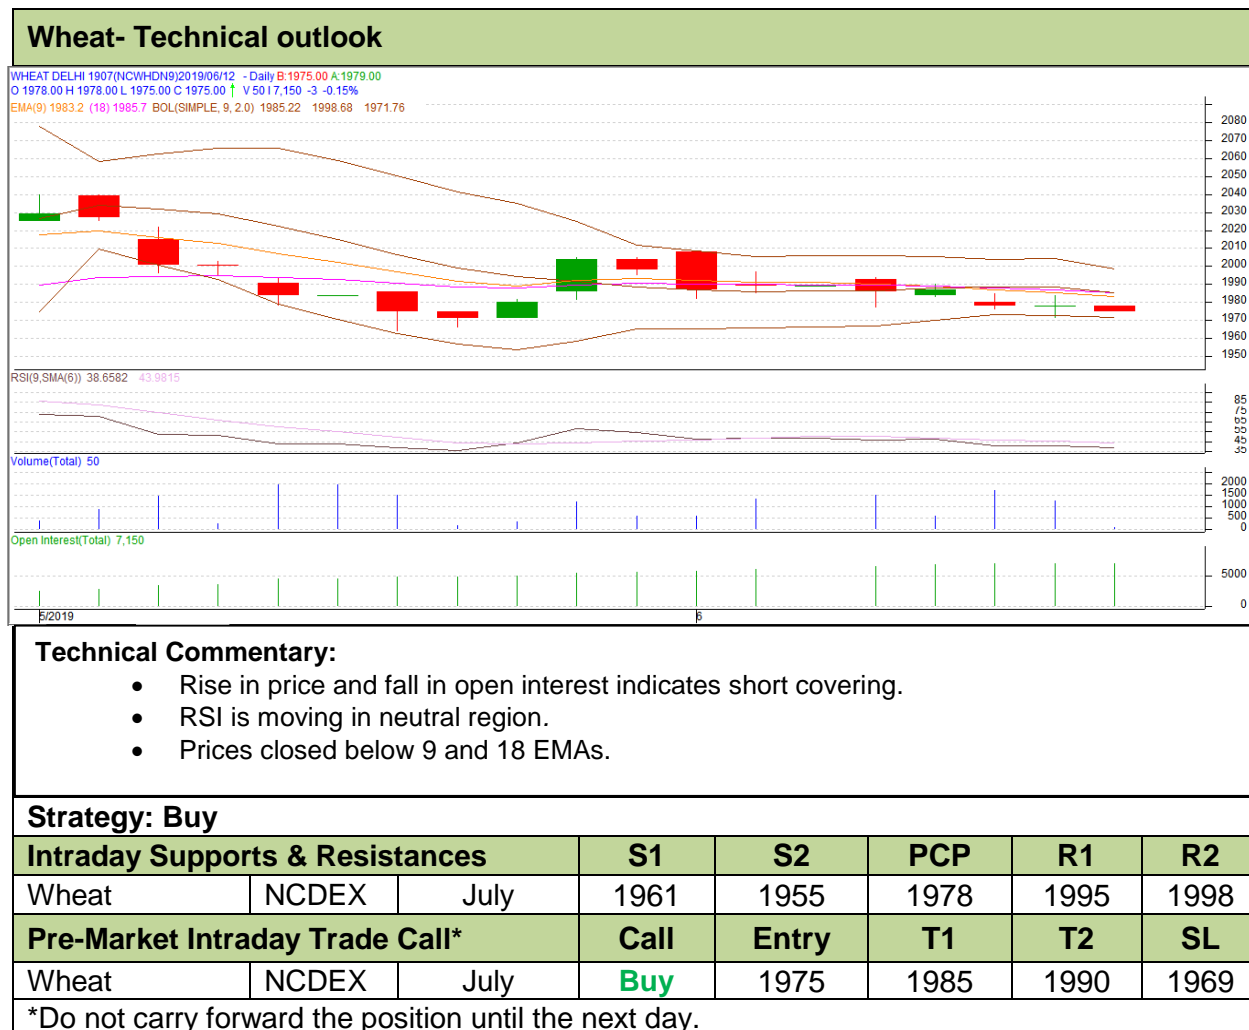 Wheat- Technical outlook
WHEAT DELHI 1907(NCWHDN9)2019/06/12 - Daily B:1975.00 A:1979.00
O 1978.00 H 1978.00 L 1975.00 C 1975.00 ↑ V 50 I 7,150 -3 -0.15%
EMA(9) 1983.2 (18) 1985.7 BOL(SIMPLE, 9, 2.0) 1985.22 1998.68 1971.76
2080
2070
2060
2050
2040
2030
2020
2010
2000
1990
1980
1970
1960
1950
RSI(9,SMA(6)) 38.6582 43.9815
85
75
65
55
45
35
Volume(Total) 50
2000
1500
1000
500
0
Open Interest(Total) 7,150
5000
0
5/2019 6
Technical Commentary:
• Rise in price and fall in open interest indicates short covering.
• RSI is moving in neutral region.
• Prices closed below 9 and 18 EMAs.
Strategy: Buy
Intraday Supports & Resistances S1 S2 PCP R1 R2
Wheat NCDEX July 1961 1955 1978 1995 1998
Pre-Market Intraday Trade Call* Call Entry T1 T2 SL
Wheat NCDEX July Buy 1975 1985 1990 1969
*Do not carry forward the position until the next day.